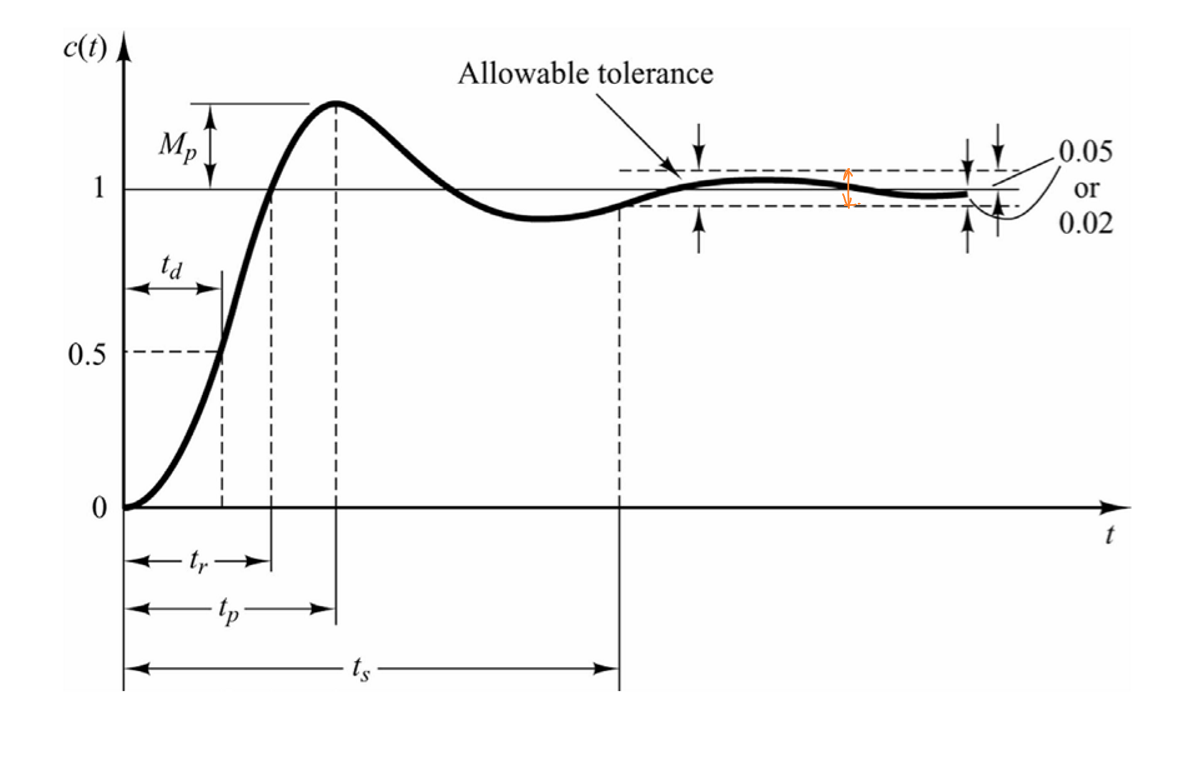 c(t)
Allowable tolerance
M_p
0.05
1
or
0.02
t_d
0.5
0
t
t_r
t_p
t_s